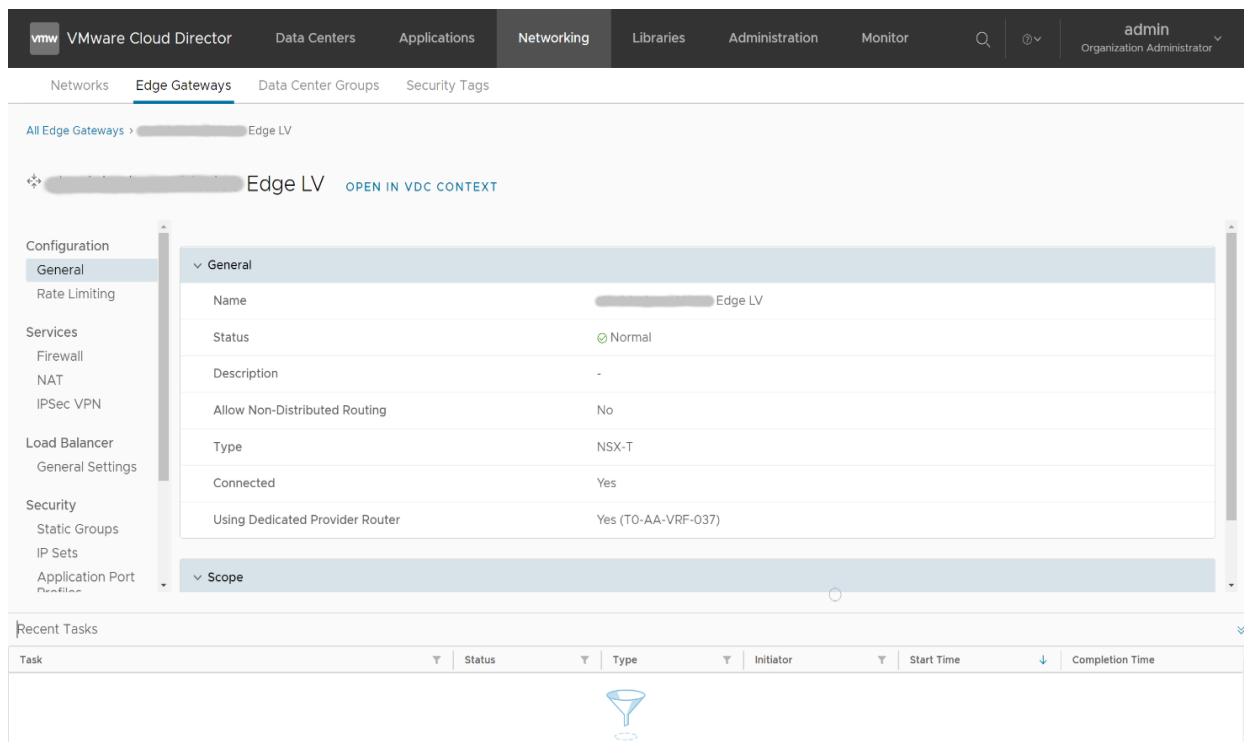 vmw VMware Cloud Director Data Centers Applications Networking Libraries Administration Monitor admin
Organization Administrator
Networks Edge Gateways Data Center Groups Security Tags
All Edge Gateways › Edge LV
Edge LV OPEN IN VDC CONTEXT
Configuration
General
Rate Limiting
Services
Firewall
NAT
IPSec VPN
Load Balancer
General Settings
Security
Static Groups
IP Sets
Application Port
Profiles
General
Name Edge LV
Status Normal
Description -
Allow Non-Distributed Routing No
Type NSX-T
Connected Yes
Using Dedicated Provider Router Yes (T0-AA-VRF-037)
Scope
Recent Tasks
Task Status Type Initiator Start Time Completion Time